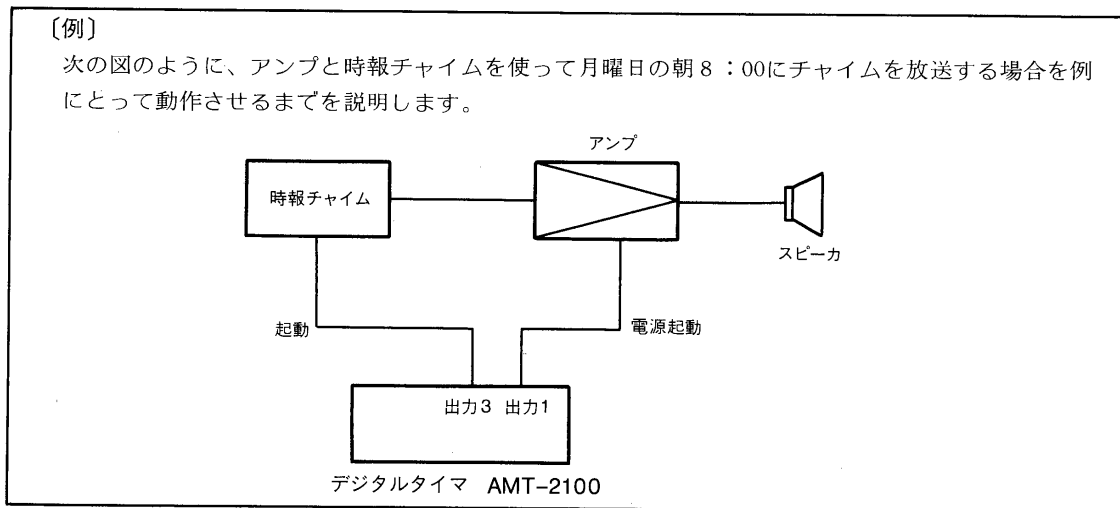 〔例〕
次の図のように、アンプと時報チャイムを使って月曜日の朝8：00にチャイムを放送する場合を例
にとって動作させるまでを説明します。
アンプ
時報チャイム
スピーカ
起動
電源起動
出力3 出力1
デジタルタイマ AMT-2100